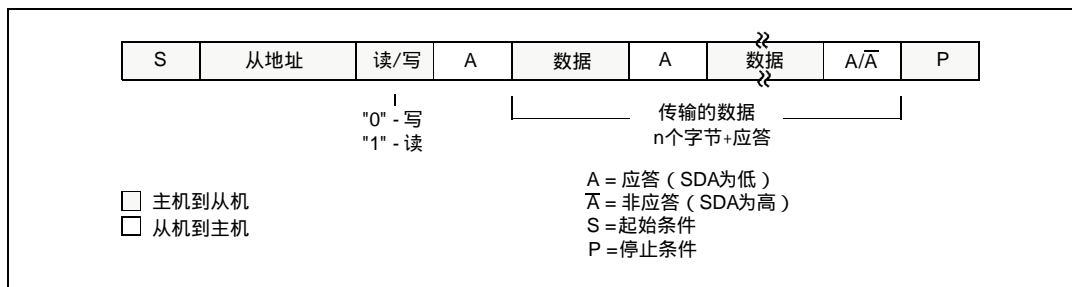 S 从地址 读/写 A 数据 A 数据 A/A̅ P
"0" - 写
"1" - 读
传输的数据
n个字节+应答
主机到从机
从机到主机
A = 应答（SDA为低）
A̅ = 非应答（SDA为高）
S =起始条件
P =停止条件